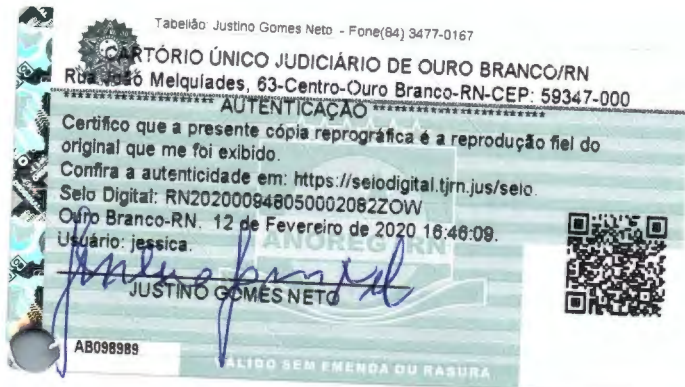 Tabelião: Justino Gomes Neto - Fone(84) 3477-0167
CARTÓRIO ÚNICO JUDICIÁRIO DE OURO BRANCO/RN
Rua João Melquíades, 63-Centro-Ouro Branco-RN-CEP: 59347-000
******************** AUTENTICAÇÃO ***********************
Certifico que a presente cópia reprográfica é a reprodução fiel do
original que me foi exibido.
Confira a autenticidade em: https://selodigital.tjrn.jus/selo.
Selo Digital: RN202000948050002082ZOW
Ouro Branco-RN. 12 de Fevereiro de 2020 16:46:09.
Usuário: jessica.
ANOREG RN
JUSTINO GOMES NETO
AB098989
VÁLIDO SEM EMENDA OU RASURA